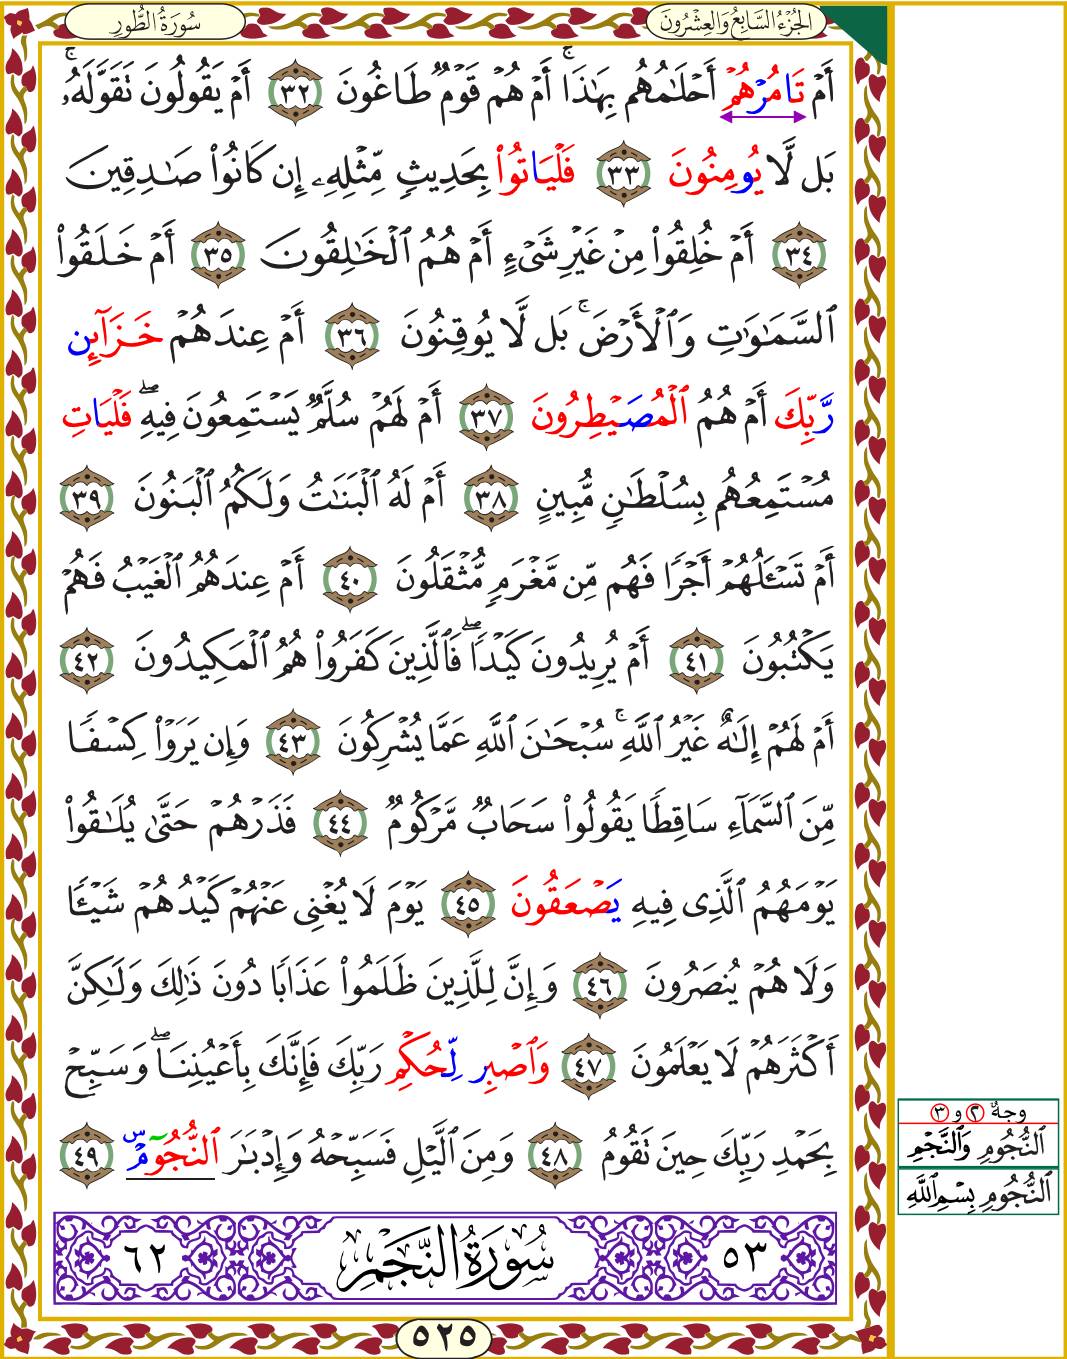 سُورَةُ الطُّورِ
الجُزْءُ السَّابِعُ وَالعِشْرُونَ
أَمْ تَامُرْهُمْ أَحْلَٰمُهُم بِهَٰذَآ ۚ أَمْ هُمْ قَوْمٌ طَاغُونَ ٣٢ أَمْ يَقُولُونَ تَقَوَّلَهُۥ ۚ
بَل لَّا يُومِنُونَ ٣٣ فَلْيَاتُوا۟ بِحَدِيثٍ مِّثْلِهِۦٓ إِن كَانُوا۟ صَٰدِقِينَ
٣٤ أَمْ خُلِقُوا۟ مِنْ غَيْرِ شَىْءٍ أَمْ هُمُ ٱلْخَٰلِقُونَ ٣٥ أَمْ خَلَقُوا۟
ٱلسَّمَٰوَٰتِ وَٱلْأَرْضَ ۚ بَل لَّا يُوقِنُونَ ٣٦ أَمْ عِندَهُمْ خَزَآئِن
رَّبِّكَ أَمْ هُمُ ٱلْمُصَيْطِرُونَ ٣٧ أَمْ لَهُمْ سُلَّمٌ يَسْتَمِعُونَ فِيهِ ۖ فَلْيَاتِ
مُسْتَمِعُهُم بِسُلْطَٰنٍ مُّبِينٍ ٣٨ أَمْ لَهُ ٱلْبَنَٰتُ وَلَكُمُ ٱلْبَنُونَ ٣٩
أَمْ تَسْـَٔلُهُمْ أَجْرًا فَهُم مِّن مَّغْرَمٍ مُّثْقَلُونَ ٤٠ أَمْ عِندَهُمُ ٱلْغَيْبُ فَهُمْ
يَكْتُبُونَ ٤١ أَمْ يُرِيدُونَ كَيْدًا ۖ فَٱلَّذِينَ كَفَرُوا۟ هُمُ ٱلْمَكِيدُونَ ٤٢
أَمْ لَهُمْ إِلَٰهٌ غَيْرُ ٱللَّهِ ۚ سُبْحَٰنَ ٱللَّهِ عَمَّا يُشْرِكُونَ ٤٣ وَإِن يَرَوْا۟ كِسْفًا
مِّنَ ٱلسَّمَآءِ سَاقِطًا يَقُولُوا۟ سَحَابٌ مَّرْكُومٌ ٤٤ فَذَرْهُمْ حَتَّىٰ يُلَٰقُوا۟
يَوْمَهُمُ ٱلَّذِى فِيهِ يَصْعَقُونَ ٤٥ يَوْمَ لَا يُغْنِى عَنْهُمْ كَيْدُهُمْ شَيْـًٔا
وَلَا هُمْ يُنصَرُونَ ٤٦ وَإِنَّ لِلَّذِينَ ظَلَمُوا۟ عَذَابًا دُونَ ذَٰلِكَ وَلَٰكِنَّ
أَكْثَرَهُمْ لَا يَعْلَمُونَ ٤٧ وَٱصْبِر لِّحُكْمِ رَبِّكَ فَإِنَّكَ بِأَعْيُنِنَا ۖ وَسَبِّحْ
بِحَمْدِ رَبِّكَ حِينَ تَقُومُ ٤٨ وَمِنَ ٱلَّيْلِ فَسَبِّحْهُ وَإِدْبَٰرَ ٱلنُّجُومِ س ٤٩
٥٣ سُورَةُ النَّجْمِ ٦٢
٥٢٥
وجهٌ ٢ و ٣
ٱلنُّجُومِ وَٱلنَّجْمِ
ٱلنُّجُومِ بِسْمِ ٱللَّهِ